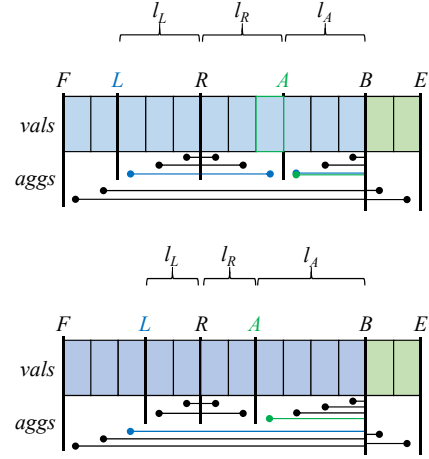 l_L l_R l_A
F L R A B E
vals
aggs
l_L l_R l_A
F L R A B E
vals
aggs